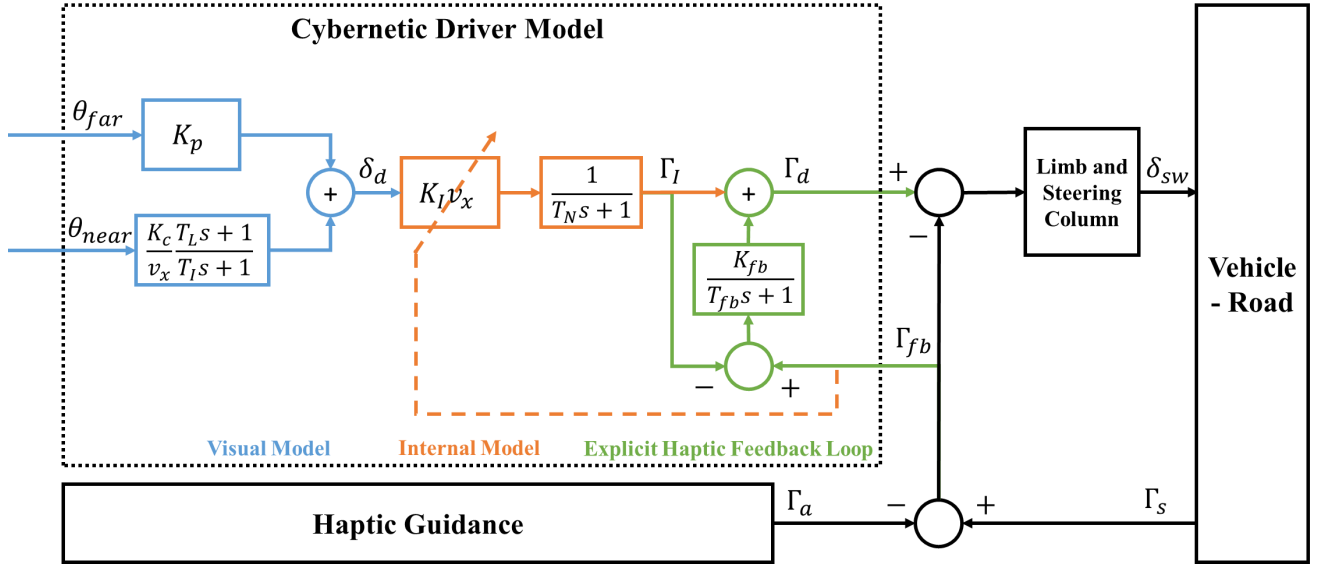 Cybernetic Driver Model
θ_far
K_p
θ_near
K_c/v_x (T_L s + 1)/(T_I s + 1)
+
δ_d
K_I v_x
1/(T_N s + 1)
Γ_I
+
Γ_d
K_fb/(T_fb s + 1)
−
+
Γ_fb
+
−
Limb and
Steering
Column
δ_sw
Vehicle
- Road
Visual Model
Internal Model
Explicit Haptic Feedback Loop
Haptic Guidance
Γ_a
−
+
Γ_s